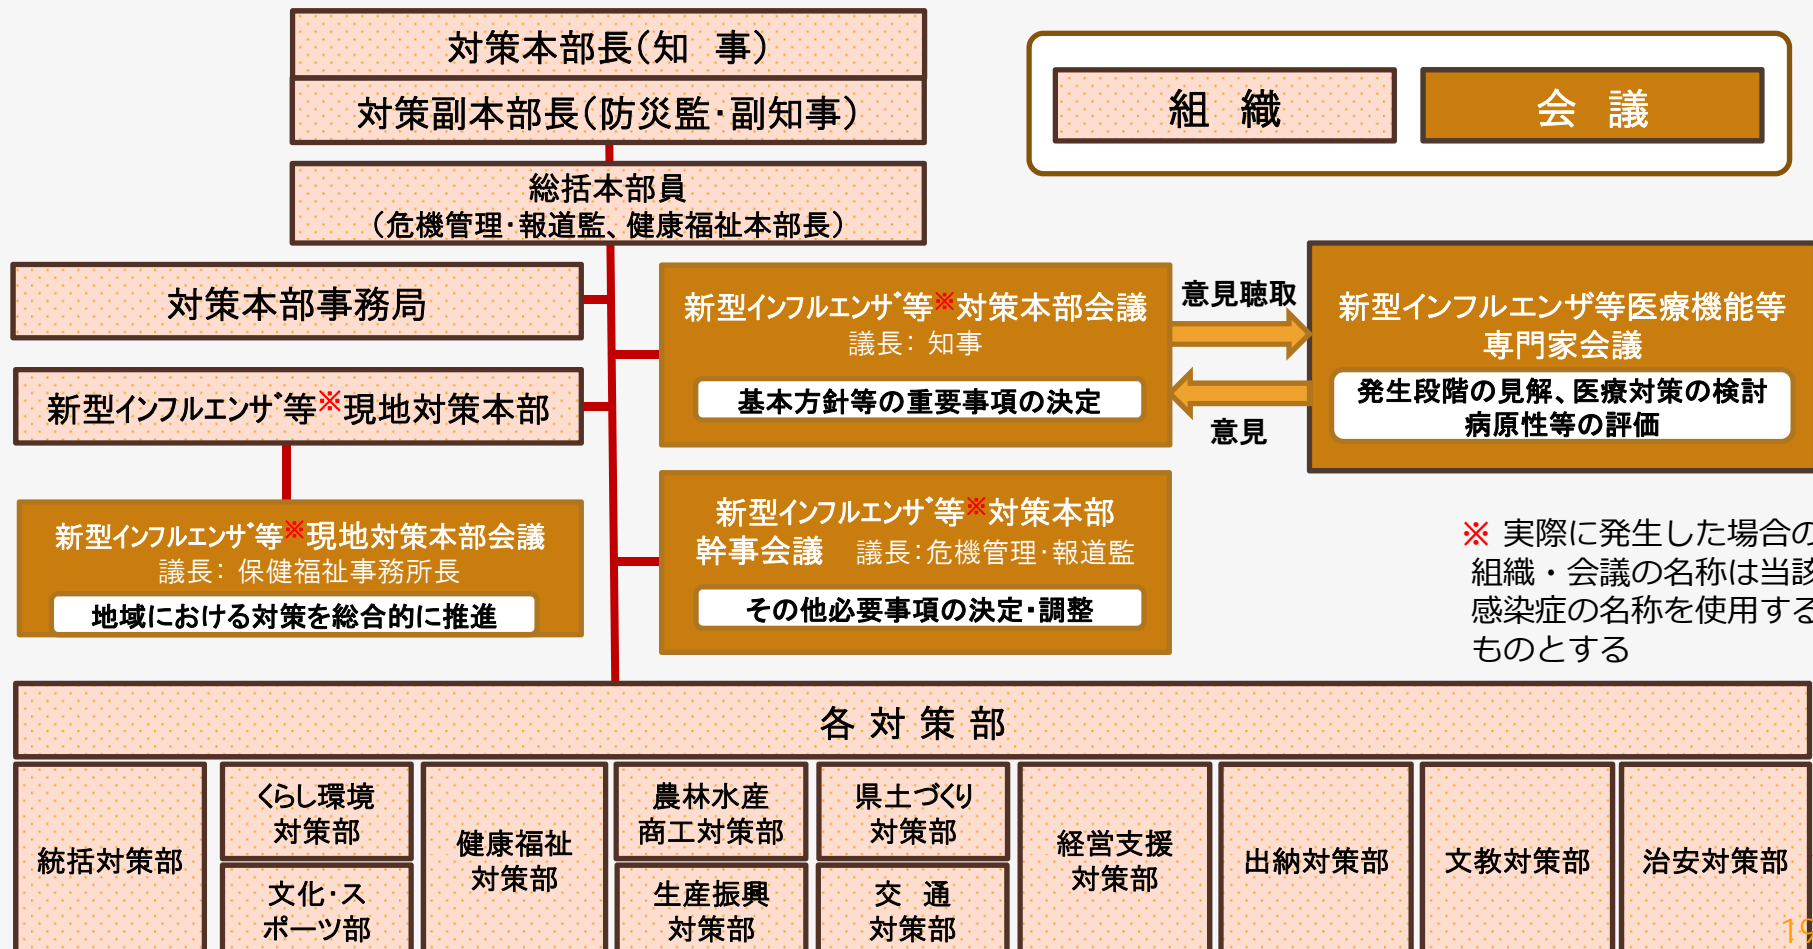 対策本部長（知　事）
対策副本部長（防災監・副知事）
総括本部員
（危機管理・報道監、健康福祉本部長）
組　織
会　議
対策本部事務局
新型インフルエンザ等※現地対策本部
新型インフルエンザ等※現地対策本部会議
議長：保健福祉事務所長
地域における対策を総合的に推進
新型インフルエンザ等※対策本部会議
議長：知事
基本方針等の重要事項の決定
意見聴取
意見
新型インフルエンザ等医療機能等
専門家会議
発生段階の見解、医療対策の検討
病原性等の評価
新型インフルエンザ等※対策本部
幹事会議　議長：危機管理・報道監
その他必要事項の決定・調整
※ 実際に発生した場合の
組織・会議の名称は当該
感染症の名称を使用する
ものとする
各 対 策 部
統括対策部
くらし環境
対策部
文化・ス
ポーツ部
健康福祉
対策部
農林水産
商工対策部
生産振興
対策部
県土づくり
対策部
交　通
対策部
経営支援
対策部
出納対策部
文教対策部
治安対策部
19